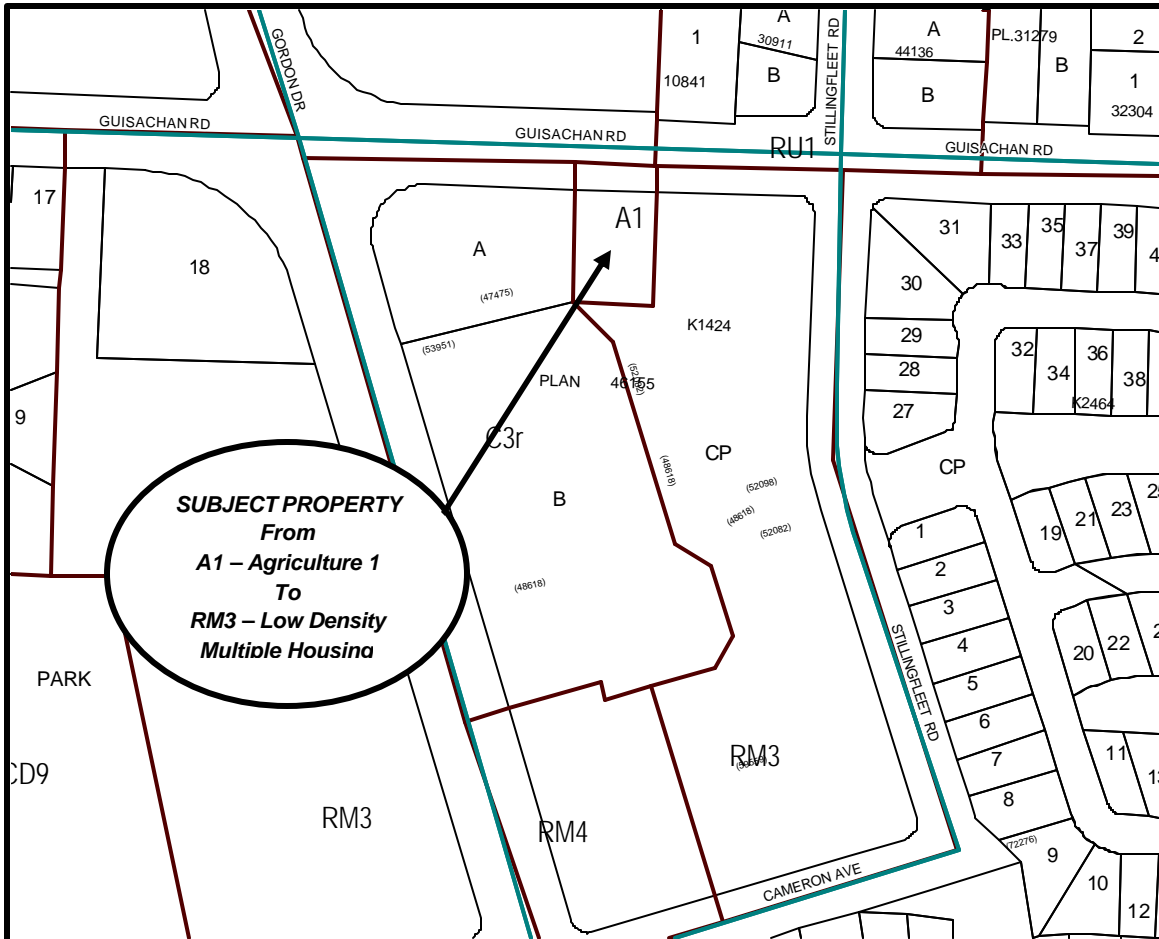 A
30911
B
1
10841
A
44136
B
PL.31279
B
2
1
32304
GORDON DR
STILLINGFLEET RD
GUISACHAN RD
GUISACHAN RD
RU1
GUISACHAN RD
17
18
9
A
(47475)
A1
K1424
(53951)
PLAN 46155
C3r
B
(48618)
(48618)
CP
(52098)
(48618)
(52082)
31
33
35
37
39
4
30
29
28
27
32
34
36
38
K2464
CP
19
21
23
1
2
3
4
5
6
7
8
9
10
12
20
22
2
11
(72276)
STILLINGFLEET RD
SUBJECT PROPERTY
From
A1 – Agriculture 1
To
RM3 – Low Density
Multiple Housing
PARK
CD9
RM3
RM4
RM3
CAMERON AVE